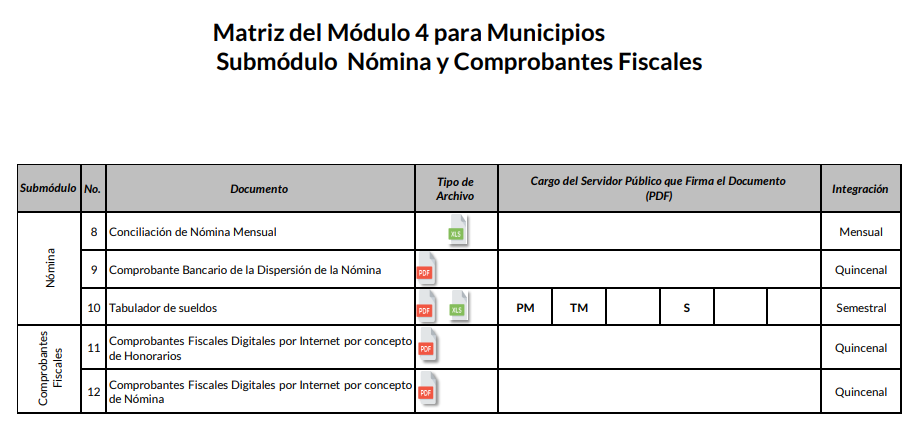 Matriz del Módulo 4 para Municipios
Submódulo Nómina y Comprobantes Fiscales
Submódulo No. Documento Tipo de Archivo Cargo del Servidor Público que Firma el Documento (PDF) Integración
Nómina
8 Conciliación de Nómina Mensual XLS Mensual
9 Comprobante Bancario de la Dispersión de la Nómina PDF Quincenal
10 Tabulador de sueldos PDF XLS PM TM S Semestral
Comprobantes
Fiscales
11 Comprobantes Fiscales Digitales por Internet por concepto
de Honorarios PDF Quincenal
12 Comprobantes Fiscales Digitales por Internet por concepto
de Nómina PDF Quincenal